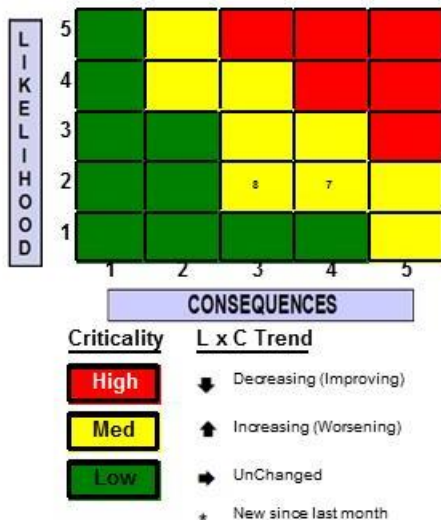 LIKELIHOOD
5
4
3
2
8 7
1
1 2 3 4 5
CONSEQUENCES
Criticality L x C Trend
High Decreasing (Improving)
Med Increasing (Worsening)
Low UnChanged
* New since last month